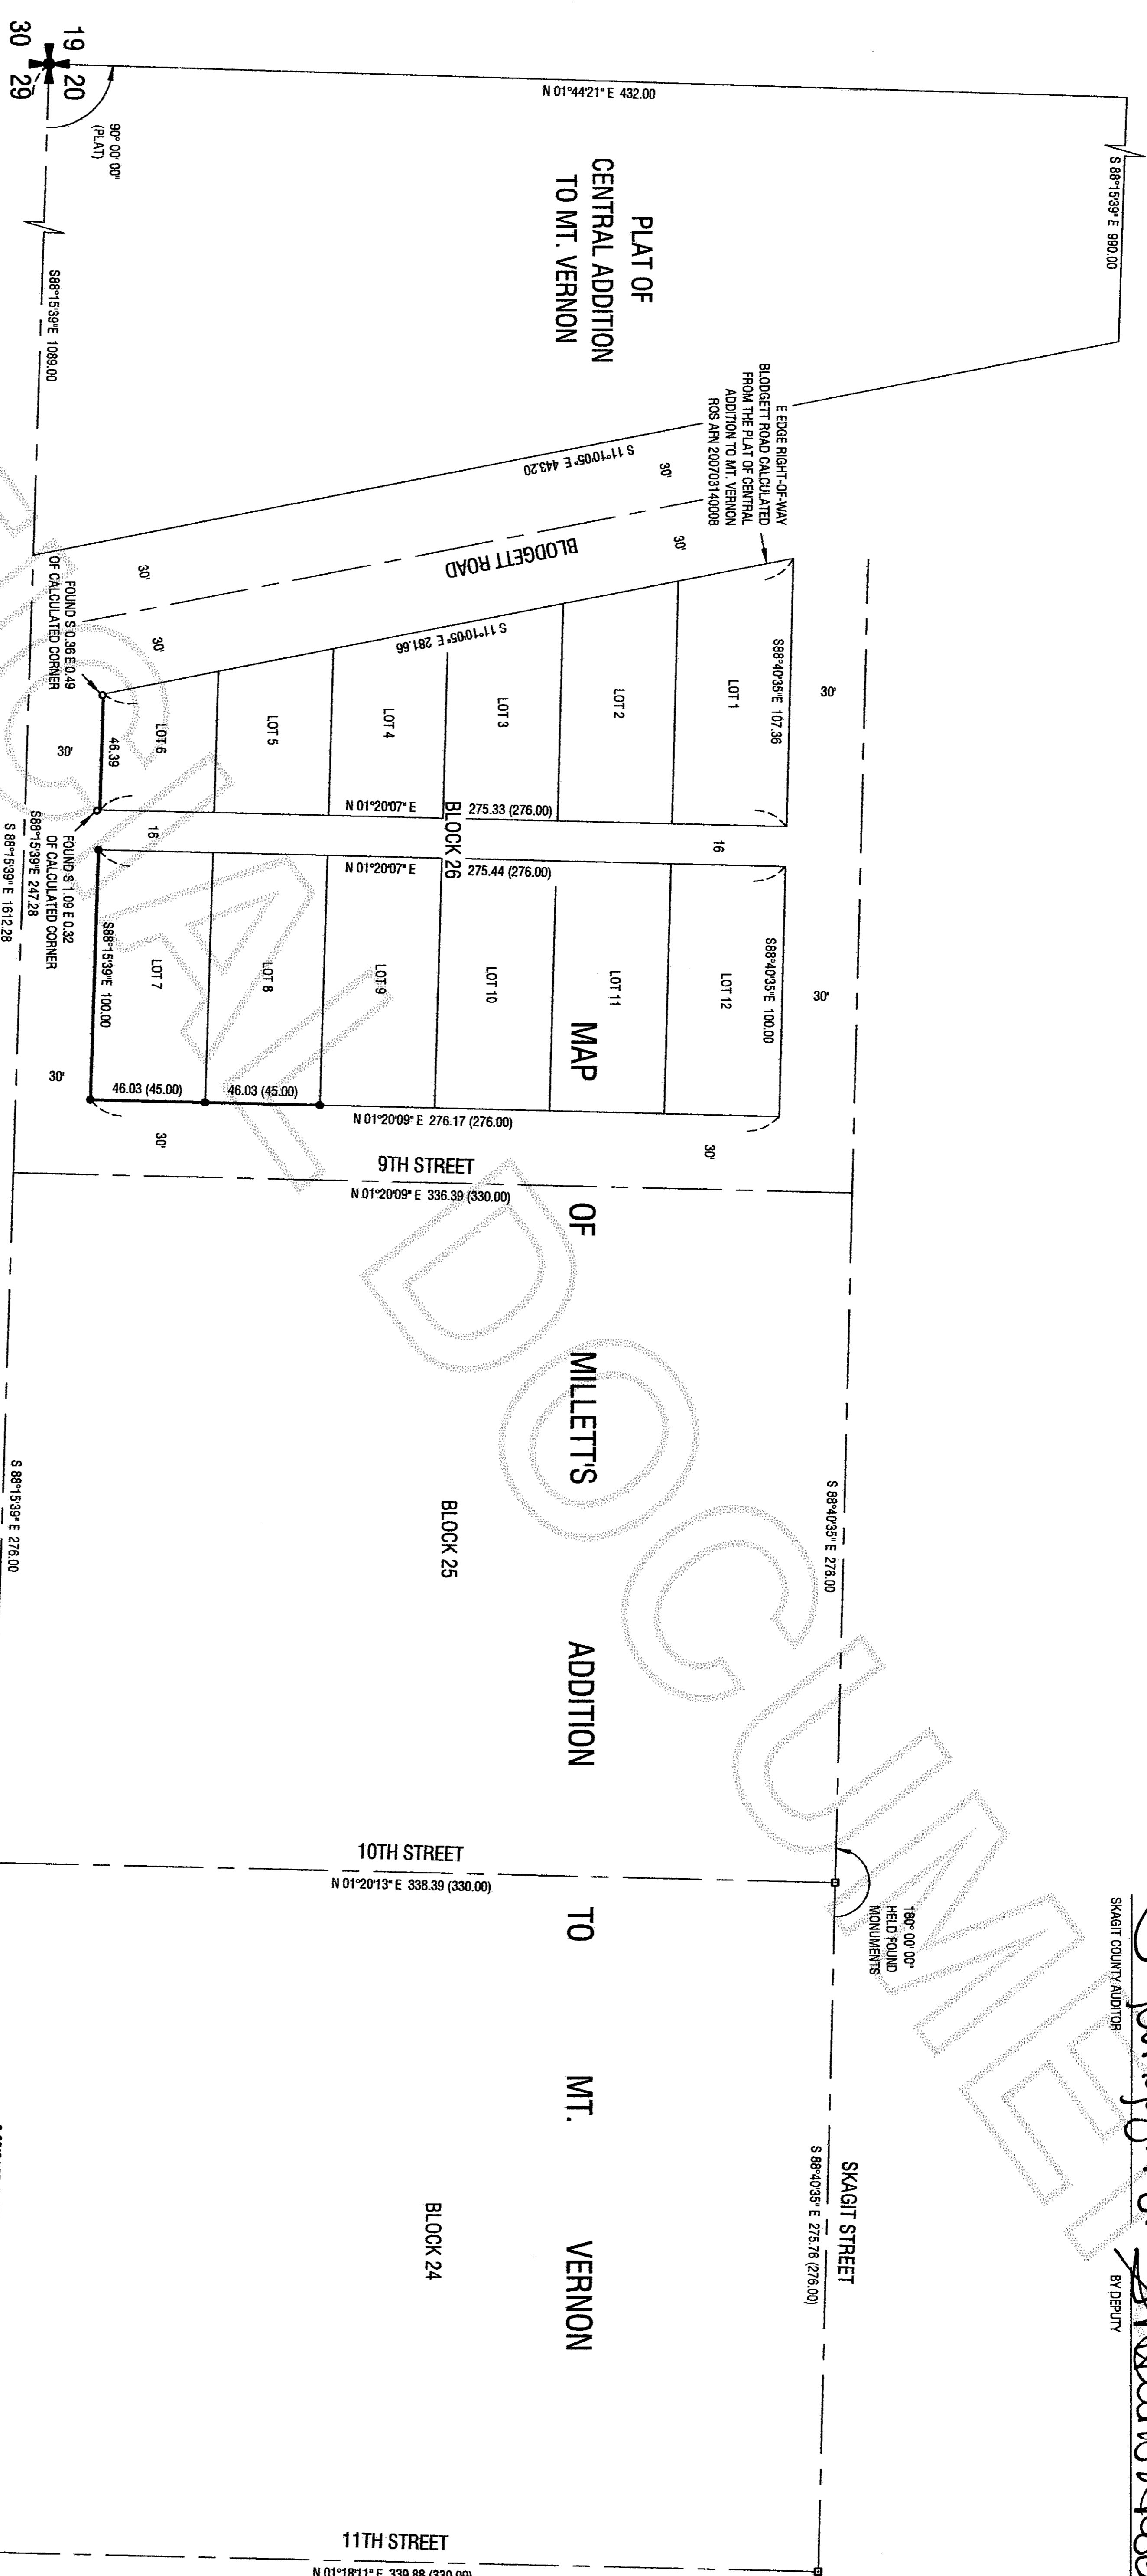 19 20
30 29
90° 00' 00"
(PLAT)
N 01°44'21" E 432.00
S 88°15'39" E 990.00
PLAT OF
CENTRAL ADDITION
TO MT. VERNON
S88°15'39"E 1089.00
E EDGE RIGHT-OF-WAY
BLODGETT ROAD CALCULATED
FROM THE PLAT OF CENTRAL
ADDITION TO MT. VERNON
ROS AFN 200703140008
S 11°10'05" E 443.20
30'
30'
BLODGETT ROAD
30'
30'
S 11°10'05" E 281.66
FOUND S 0.36 E 0.49
OF CALCULATED CORNER
S88°40'35"E 107.36
30'
LOT 1
LOT 2
LOT 3
LOT 4
LOT 5
LOT 6
46.39
30'
N 01°20'07" E 275.33 (276.00)
BLOCK 26
16
16
FOUND S 1.09 E 0.32
OF CALCULATED CORNER
S88°15'39"E 247.28
S 88°15'39" E 1612.28
N 01°20'07" E 275.44 (276.00)
S88°40'35"E 100.00
30'
LOT 12
LOT 11
LOT 10
LOT 9
LOT 8
LOT 7
S88°15'39"E 100.00
30'
46.03 (45.00)
46.03 (45.00)
N 01°20'09" E 276.17 (276.00)
30'
30'
9TH STREET
N 01°20'09" E 336.39 (330.00)
MAP OF MILLETT'S ADDITION TO MT. VERNON
BLOCK 25
S 88°40'35" E 276.00
S 88°15'39" E 276.00
10TH STREET
N 01°20'13" E 338.39 (330.00)
180° 00' 00"
HELD FOUND
MONUMENTS
BLOCK 24
SKAGIT STREET
S 88°40'35" E 275.76 (276.00)
11TH STREET
N 01°18'11" E 339.88 (330.00)
SKAGIT COUNTY AUDITOR
BY DEPUTY
CIAL DOCUME